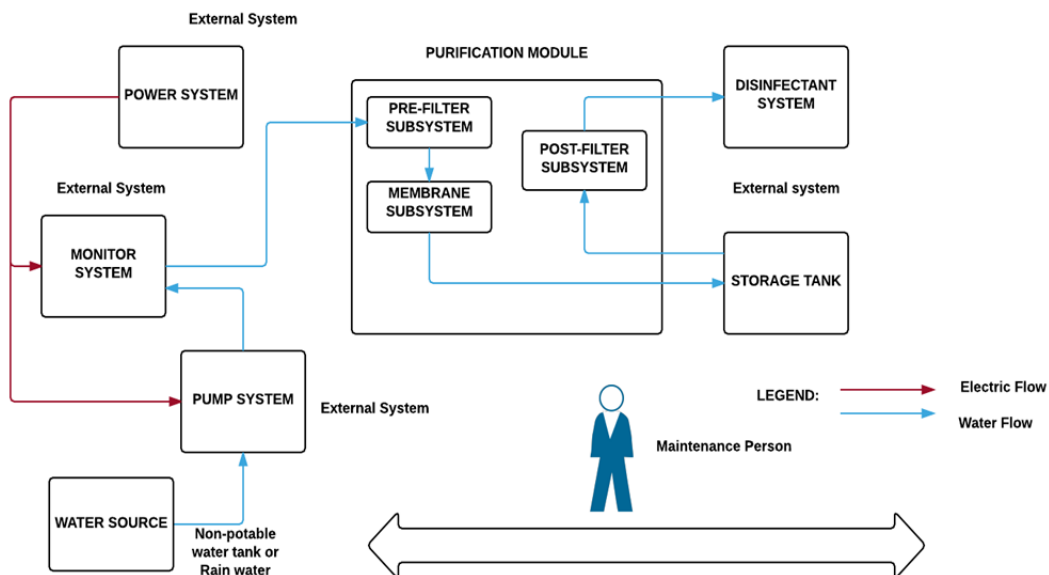 External System
POWER SYSTEM
PURIFICATION MODULE
PRE-FILTER
SUBSYSTEM
DISINFECTANT
SYSTEM
POST-FILTER
SUBSYSTEM
External System
MEMBRANE
SUBSYSTEM
External system
MONITOR
SYSTEM
STORAGE TANK
PUMP SYSTEM
External System
LEGEND:
Electric Flow
Water Flow
Maintenance Person
WATER SOURCE
Non-potable
water tank or
Rain water